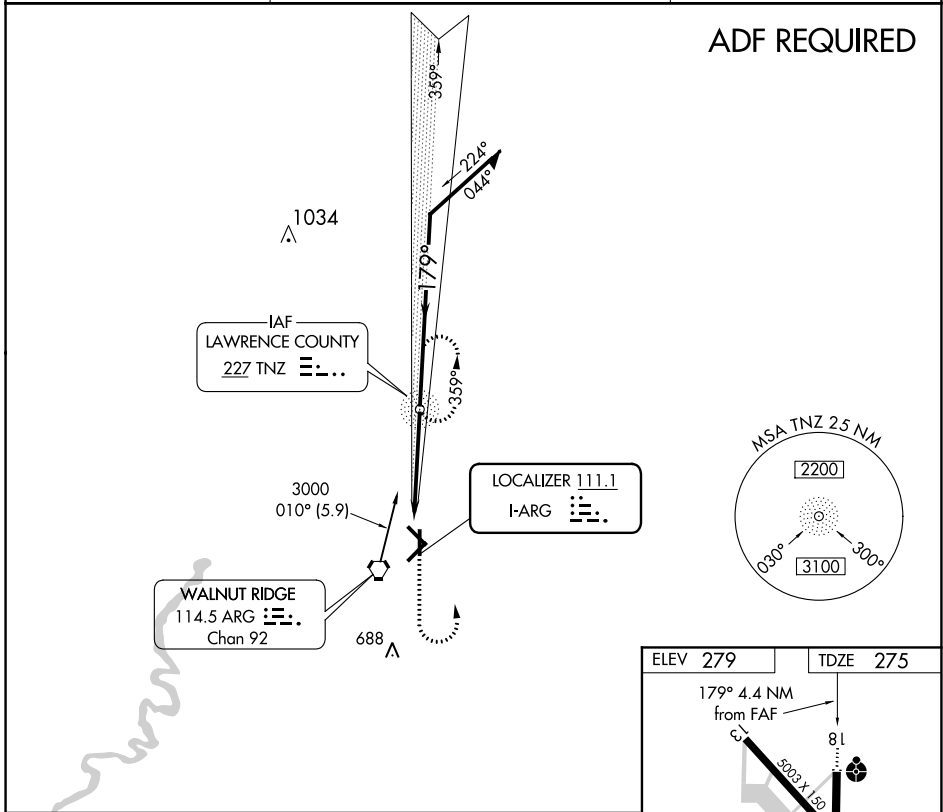 ADF REQUIRED
359°
224°
044°
1034
179°
IAF
LAWRENCE COUNTY
227 TNZ
359°
MSA TNZ 25 NM
2200
030°
300°
3100
LOCALIZER 111.1
I-ARG
3000
010° (5.9)
WALNUT RIDGE
114.5 ARG
Chan 92
688
ELEV 279
TDZE 275
179° 4.4 NM
from FAF
13
18
5003 X 150